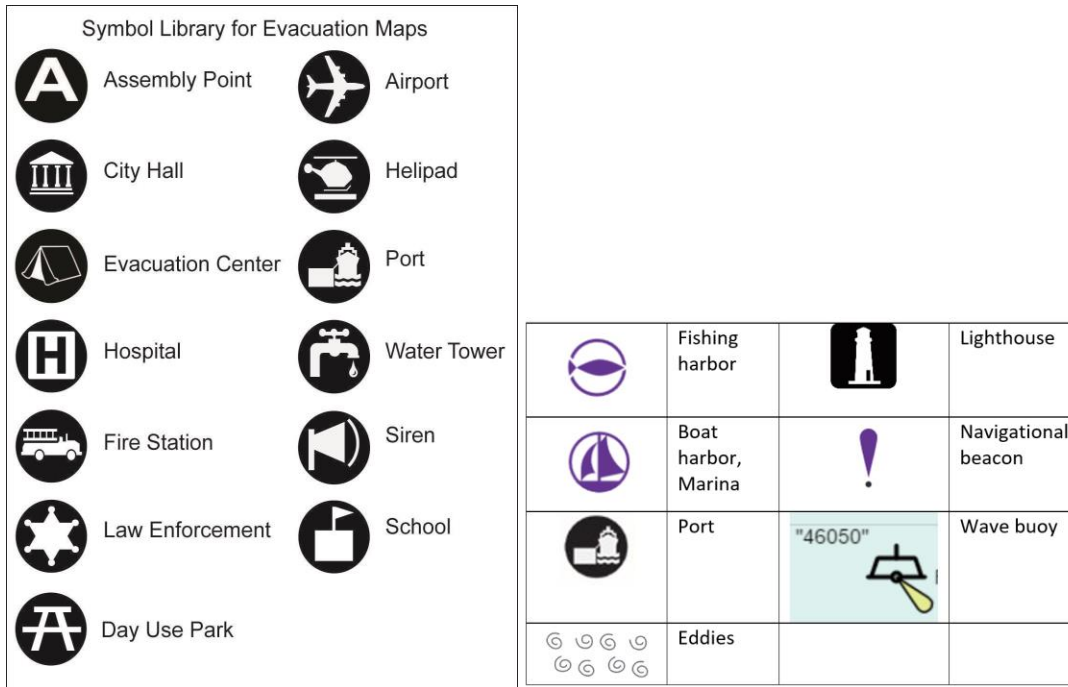 Symbol Library for Evacuation Maps
A
Assembly Point
Airport
City Hall
Helipad
Evacuation Center
Port
H
Hospital
Water Tower
Fire Station
Siren
Law Enforcement
School
Day Use Park
Fishing
harbor
Lighthouse
Boat
harbor,
Marina
Navigational
beacon
Port
"46050"
Wave buoy
Eddies